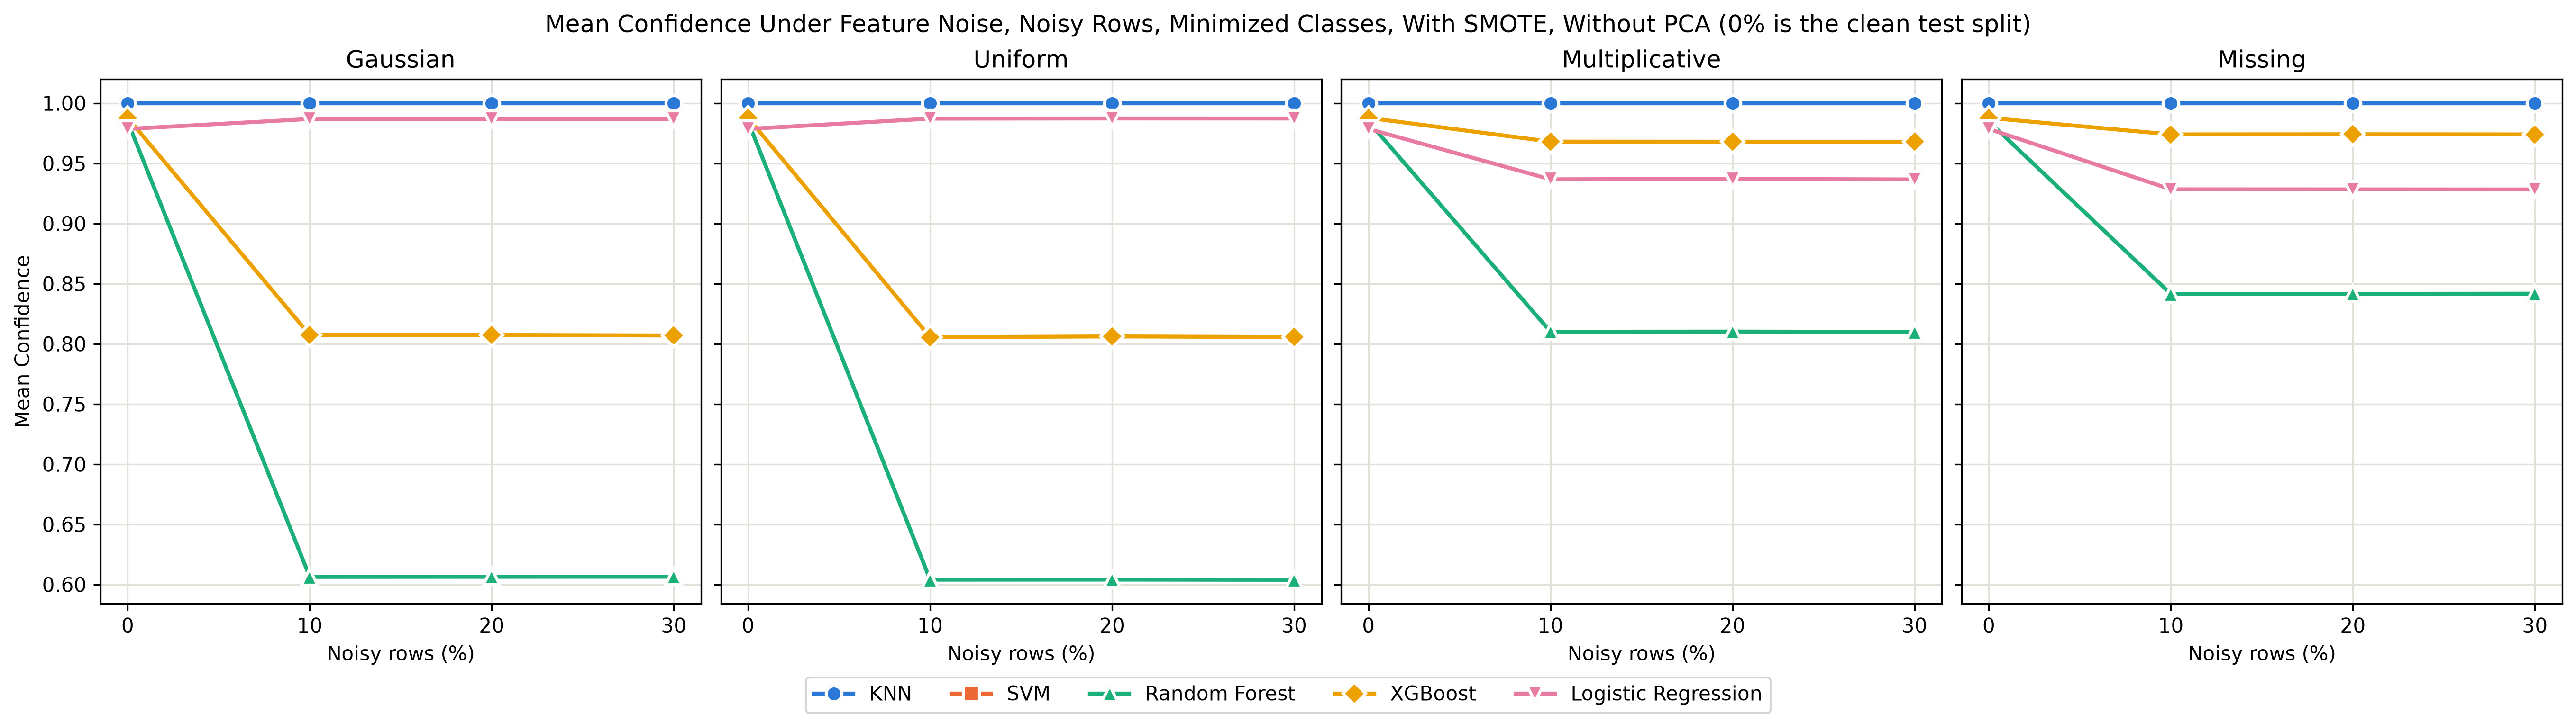 Mean Confidence Under Feature Noise, Noisy Rows, Minimized Classes, With SMOTE, Without PCA (0% is the clean test split)
Gaussian
Uniform
Multiplicative
Missing
Mean Confidence
1.00
0.95
0.90
0.85
0.80
0.75
0.70
0.65
0.60
0 10 20 30
0 10 20 30
0 10 20 30
0 10 20 30
Noisy rows (%)
Noisy rows (%)
Noisy rows (%)
Noisy rows (%)
KNN SVM Random Forest XGBoost Logistic Regression